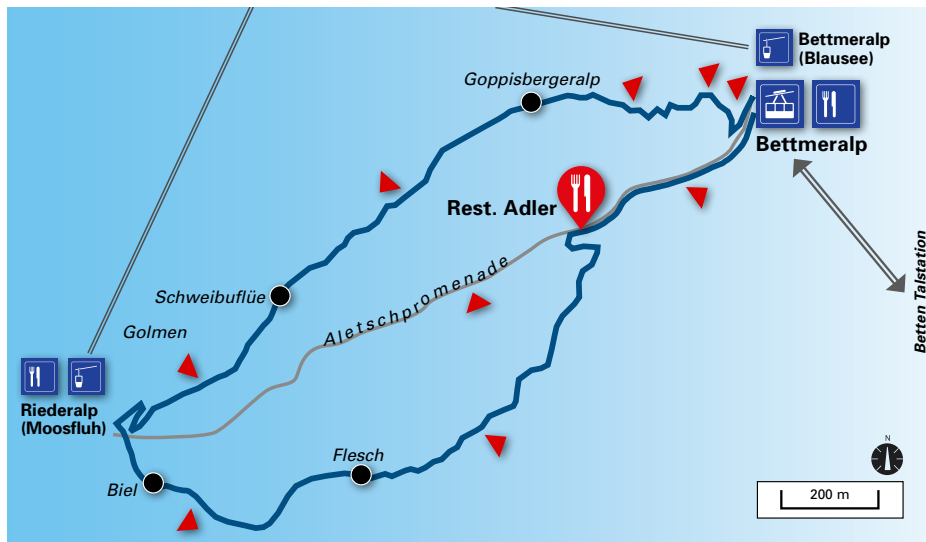 Bettmeralp
(Blausee)
Goppisbergeralp
Bettmeralp
Rest. Adler
Schweibuflüe
Aletschpromenade
Betten Talstation
Golmen
Riederalp
(Moosfluh)
Flesch
Biel
N
200 m